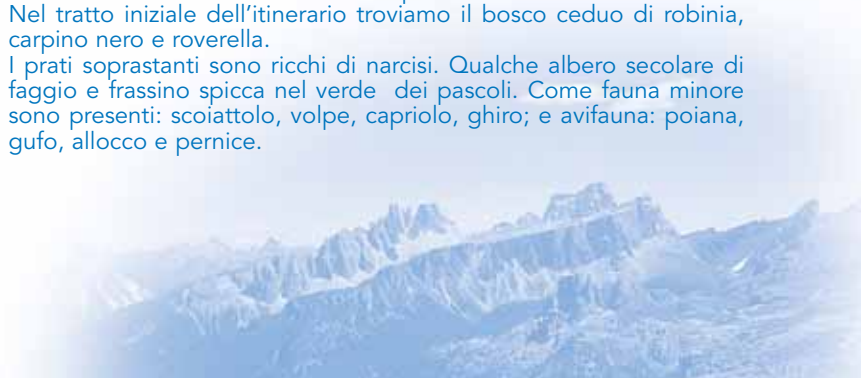 Nel tratto iniziale dell'itinerario troviamo il bosco ceduo di robinia,
carpino nero e roverella.
I prati soprastanti sono ricchi di narcisi. Qualche albero secolare di
faggio e frassino spicca nel verde dei pascoli. Come fauna minore
sono presenti: scoiattolo, volpe, capriolo, ghiro; e avifauna: poiana,
gufo, allocco e pernice.